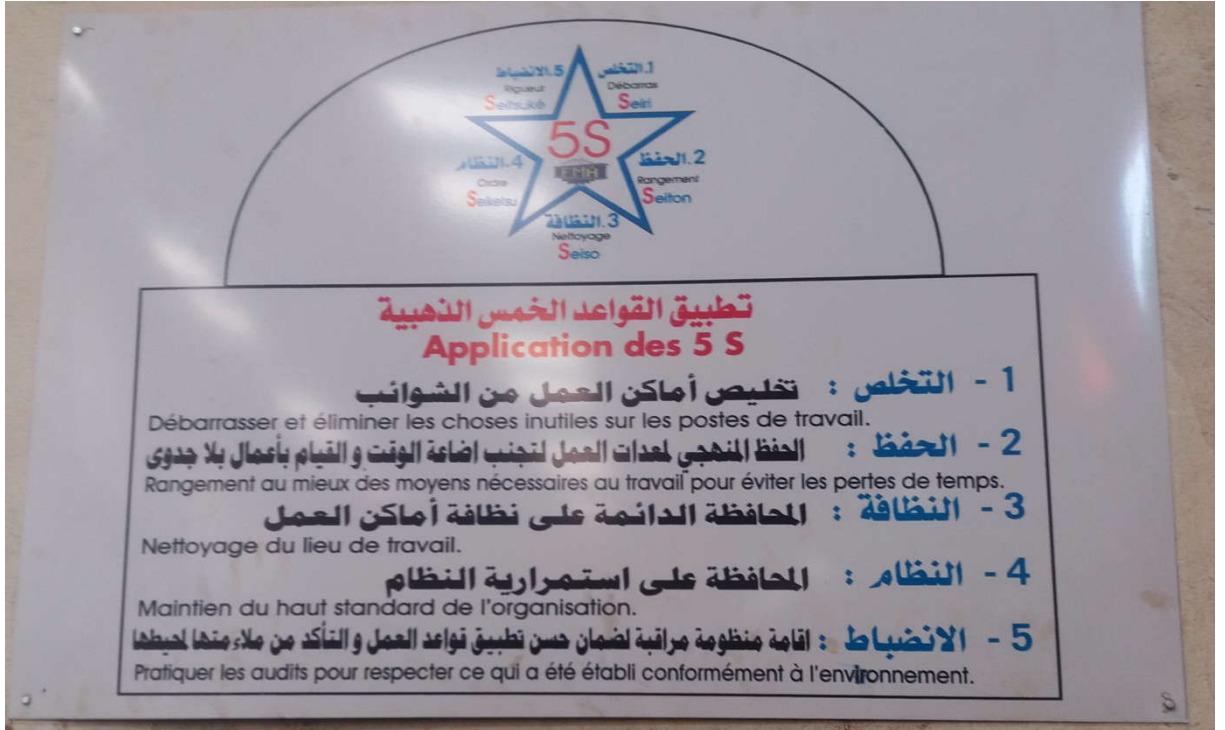 1.التخلص
Débarras
Seiri
2.الحفظ
Rangement
Seiton
3.النظافة
Nettoyage
Seiso
4.النظام
Ordre
Seiketsu
5.الانضباط
Rigueur
Seitsuké
5S
FMH
تطبيق القواعد الخمس الذهبية
Application des 5 S
1 - التخلص : تخليص أماكن العمل من الشوائب
Débarrasser et éliminer les choses inutiles sur les postes de travail.
2 - الحفظ : الحفظ المنهجي لمعدات العمل لتجنب اضاعة الوقت و القيام بأعمال بلا جدوى
Rangement au mieux des moyens nécessaires au travail pour éviter les pertes de temps.
3 - النظافة : المحافظة الدائمة على نظافة أماكن العمل
Nettoyage du lieu de travail.
4 - النظام : المحافظة على استمرارية النظام
Maintien du haut standard de l'organisation.
5 - الانضباط : اقامة منظومة مراقبة لضمان حسن تطبيق قواعد العمل و التأكد من ملاءمتها لمحيطها
Pratiquer les audits pour respecter ce qui a été établi conformément à l'environnement.